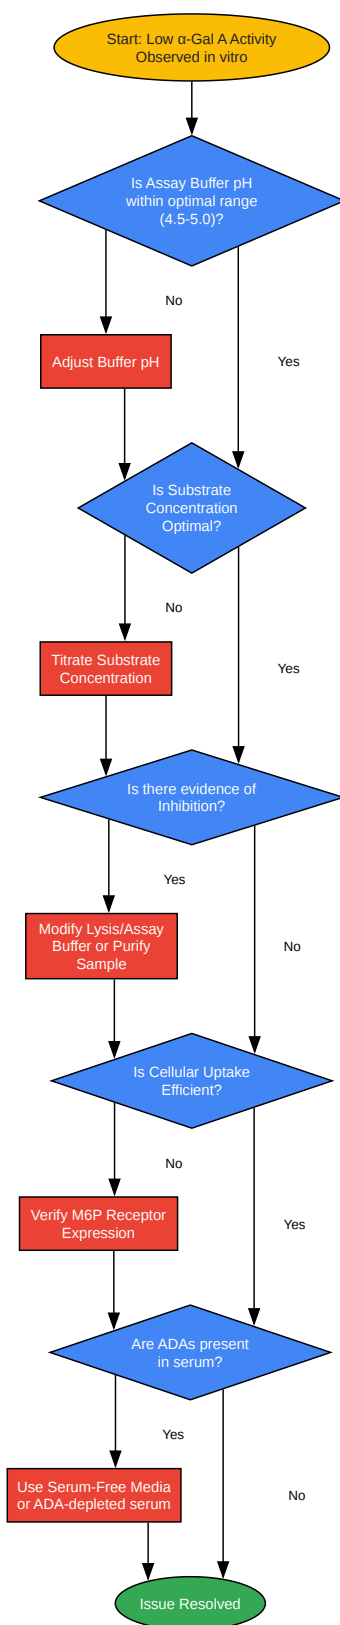 Start: Low α-Gal A Activity
Observed in vitro
Is Assay Buffer pH
within optimal range
(4.5-5.0)?
No
Yes
Adjust Buffer pH
Is Substrate
Concentration
Optimal?
No
Yes
Titrate Substrate
Concentration
Is there evidence of
Inhibition?
Yes
No
Modify Lysis/Assay
Buffer or Purify
Sample
Is Cellular Uptake
Efficient?
No
Yes
Verify M6P Receptor
Expression
Are ADAs present
in serum?
Yes
No
Use Serum-Free Media
or ADA-depleted serum
Issue Resolved